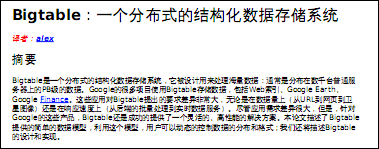 Bigtable：一个分布式的结构化数据存储系统
译者：alex
摘要
Bigtable是一个分布式的结构化数据存储系统，它被设计用来处理海量数据：通常是分布在数千台普通服
务器上的PB级的数据。Google的很多项目使用Bigtable存储数据，包括Web索引、Google Earth、
Google Finance。这些应用对Bigtable提出的要求差异非常大，无论是在数据量上（从URL到网页到卫
星图像）还是在响应速度上（从后端的批量处理到实时数据服务）。尽管应用需求差异很大，但是，针对
Google的这些产品，Bigtable还是成功的提供了一个灵活的、高性能的解决方案。本论文描述了Bigtable
提供的简单的数据模型，利用这个模型，用户可以动态的控制数据的分布和格式；我们还将描述Bigtable
的设计和实现。